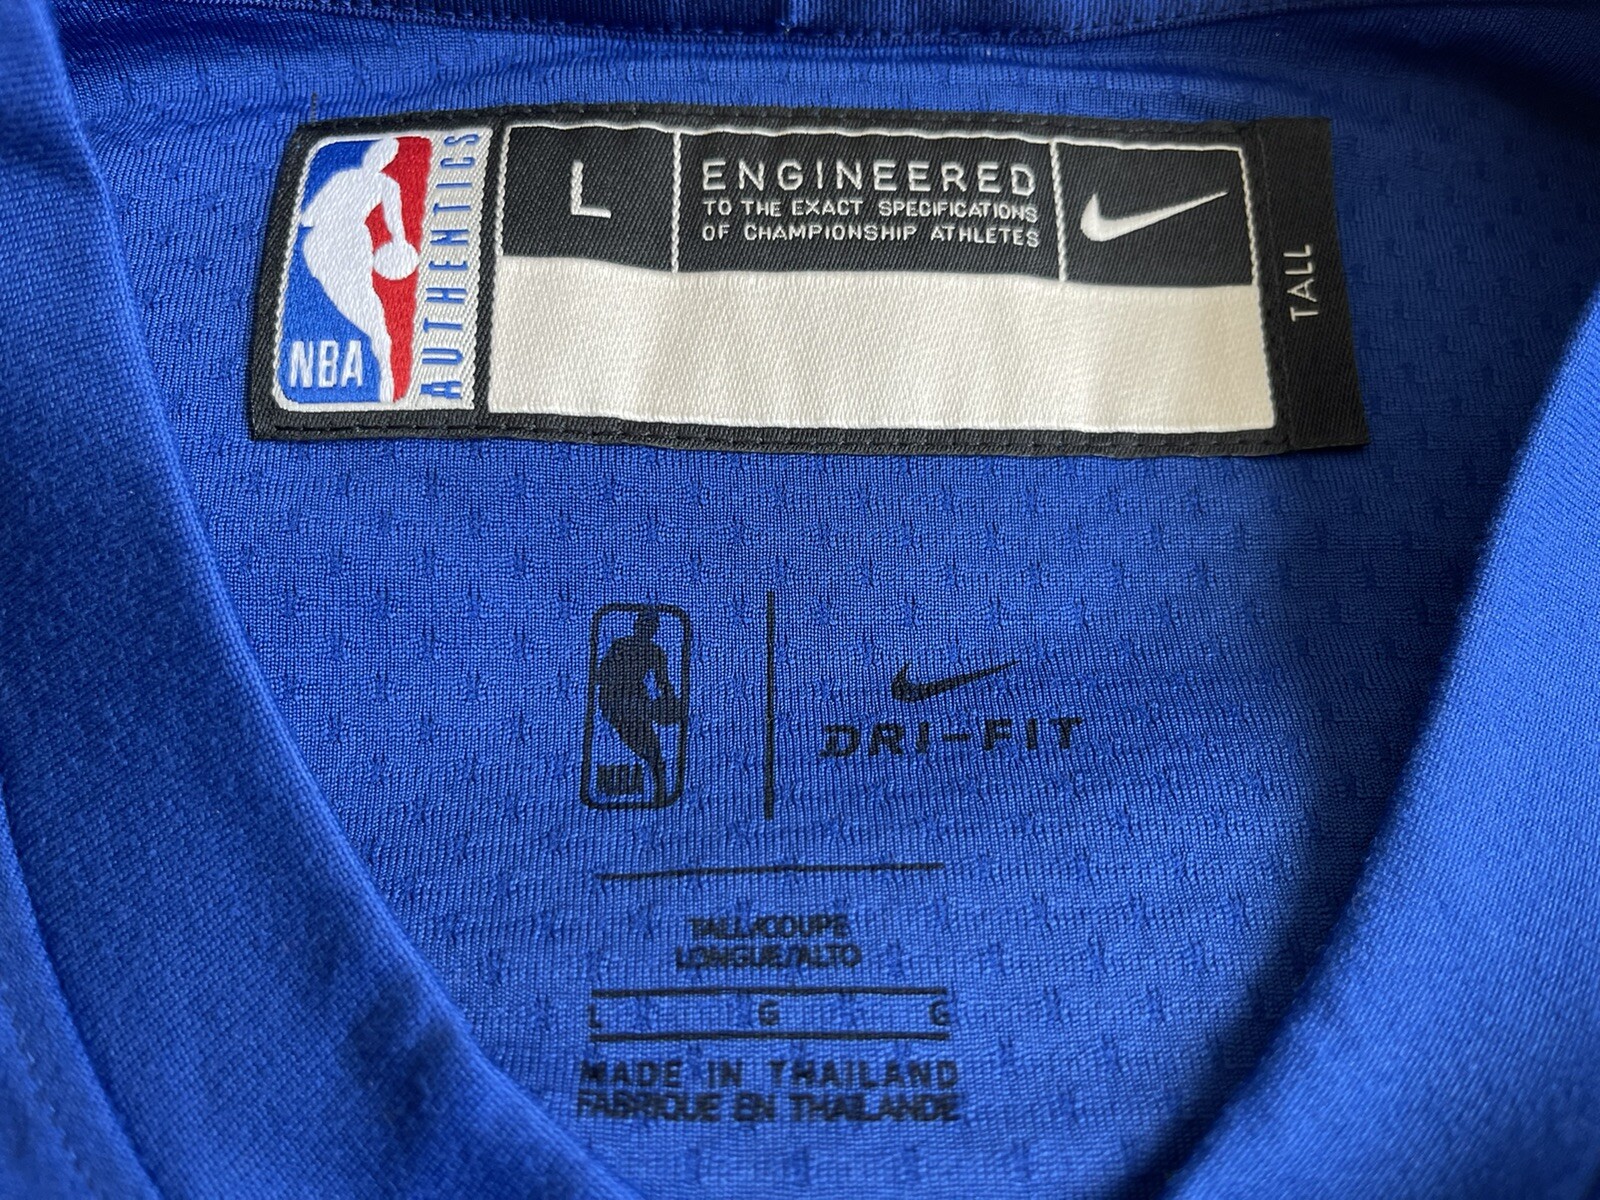 NBA
AUTHENTICS
L
ENGINEERED
TO THE EXACT SPECIFICATIONS
OF CHAMPIONSHIP ATHLETES
TALL
NBA
DRI-FIT
TALL/COUPE
LONGUE/ALTO
L G G
MADE IN THAILAND
FABRIQUE EN THAILANDE